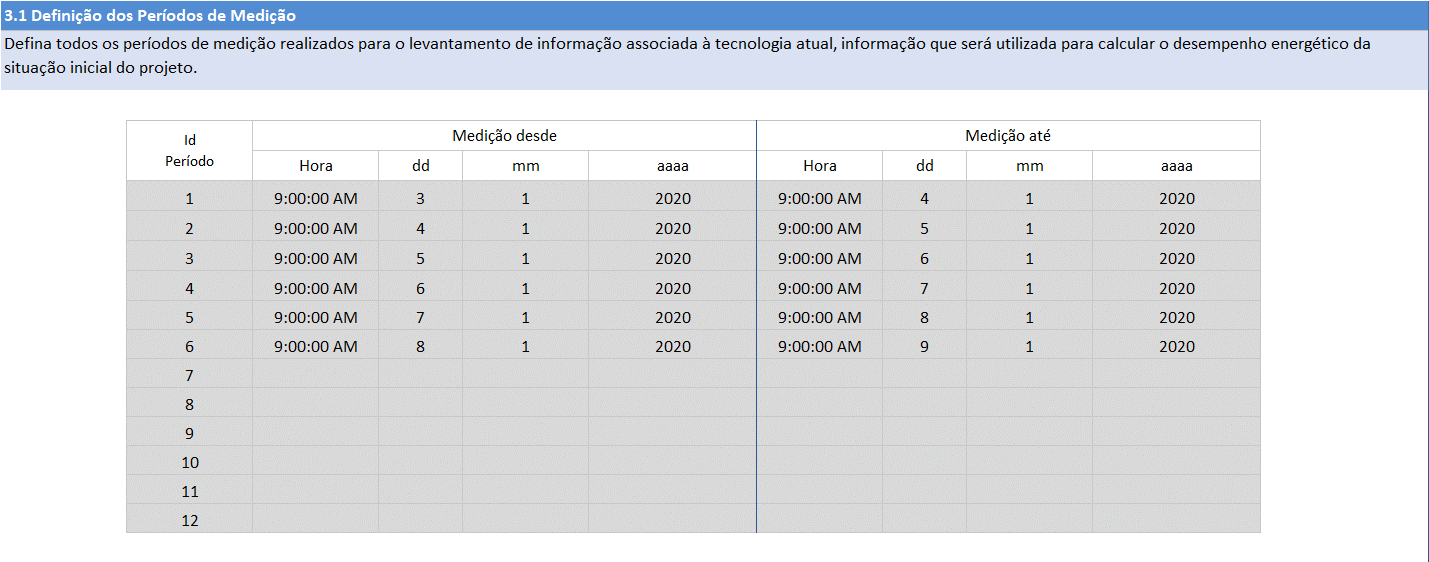 3.1 Definição dos Períodos de Medição
Defina todos os períodos de medição realizados para o levantamento de informação associada à tecnologia atual, informação que será utilizada para calcular o desempenho energético da
situação inicial do projeto.
Id Período Medição desde Medição até
Hora dd mm aaaa Hora dd mm aaaa
1 9:00:00 AM 3 1 2020 9:00:00 AM 4 1 2020
2 9:00:00 AM 4 1 2020 9:00:00 AM 5 1 2020
3 9:00:00 AM 5 1 2020 9:00:00 AM 6 1 2020
4 9:00:00 AM 6 1 2020 9:00:00 AM 7 1 2020
5 9:00:00 AM 7 1 2020 9:00:00 AM 8 1 2020
6 9:00:00 AM 8 1 2020 9:00:00 AM 9 1 2020
7
8
9
10
11
12